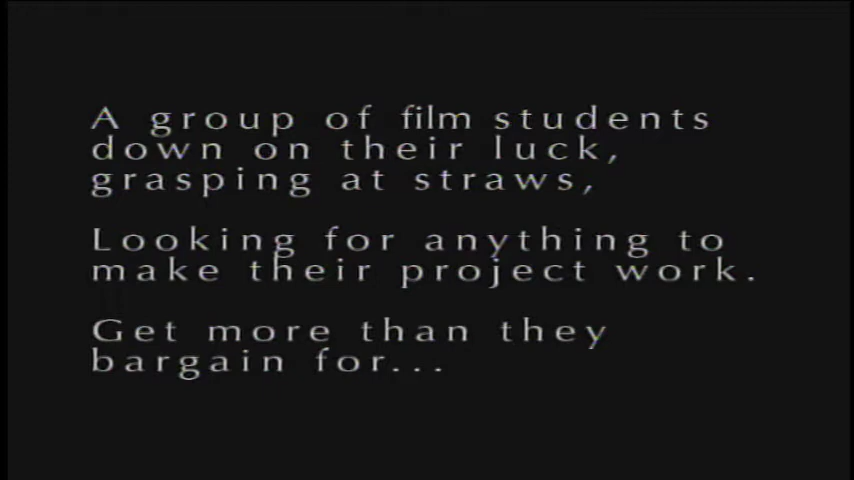 A group of film students
down on their luck,
grasping at straws,
Looking for anything to
make their project work.
Get more than they
bargain for...